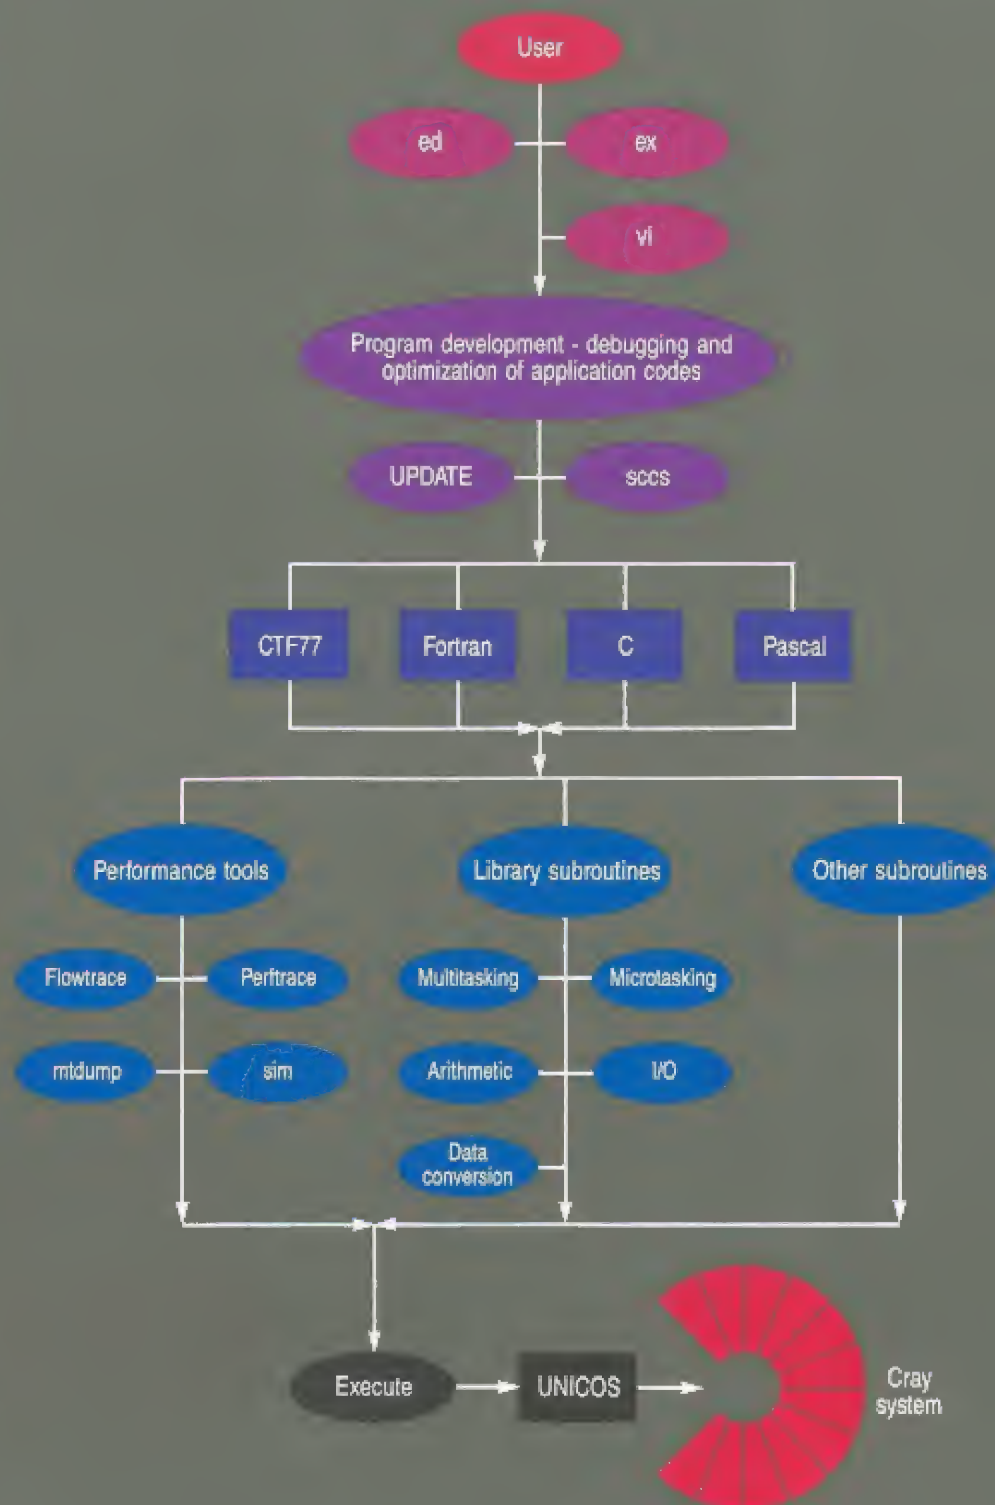 User
ed
ex
vi
Program development - debugging and
optimization of application codes
UPDATE
sccs
CTF77
Fortran
C
Pascal
Performance tools
Library subroutines
Other subroutines
Flowtrace
Perftrace
Multitasking
Microtasking
mtdump
sim
Arithmetic
I/O
Data
conversion
Execute
UNICOS
Cray
system